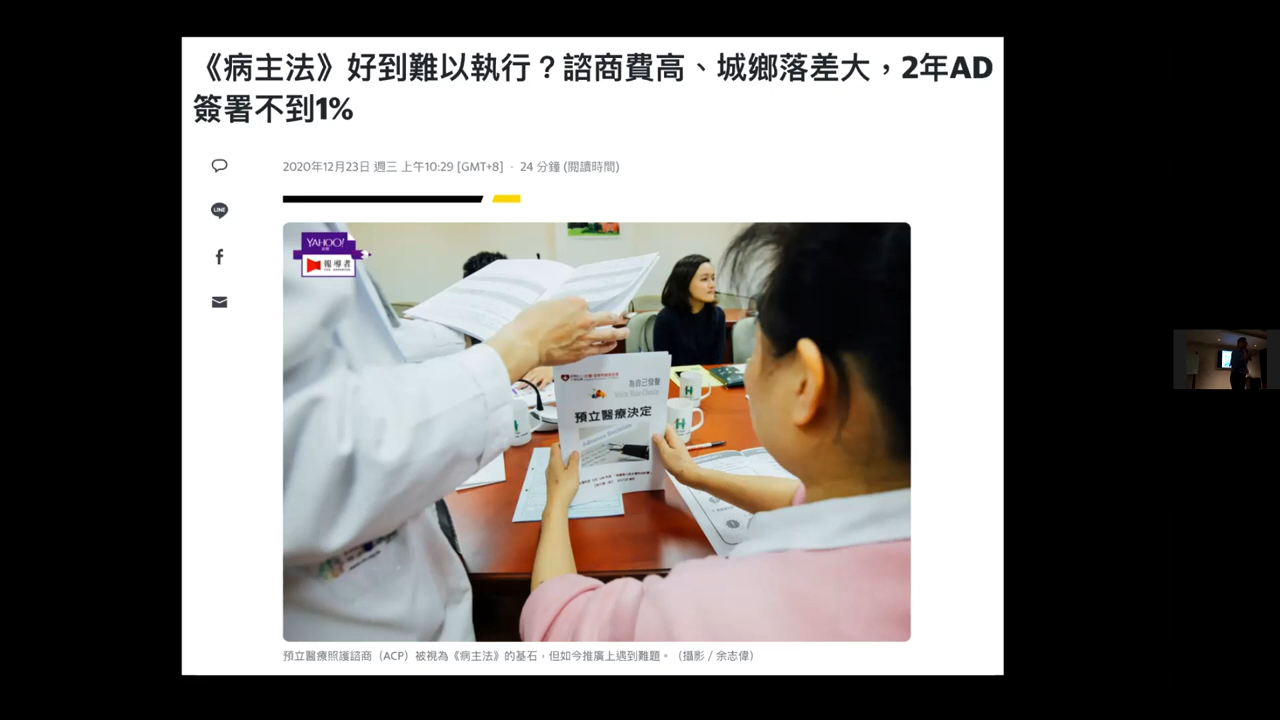 《病主法》好到難以執行？諮商費高、城鄉落差大，2年AD
簽署不到1%
2020年12月23日 週三 上午10:29 [GMT+8] · 24 分鐘 (閱讀時間)
LINE
YAHOO!
報導者
為自己發聲
Voice Your Choice
預立醫療決定
預立醫療照護諮商（ACP）被視為《病主法》的基石，但如今推廣上遇到難題。（攝影／余志偉）